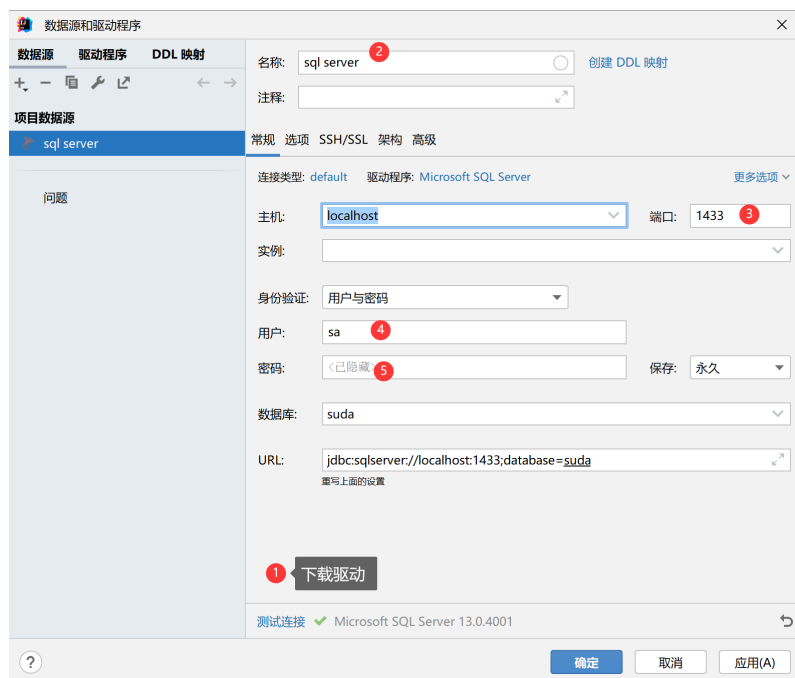 数据源和驱动程序
数据源 驱动程序 DDL 映射
项目数据源
sql server
问题
名称: sql server 2 创建 DDL 映射
注释:
常规 选项 SSH/SSL 架构 高级
连接类型: default 驱动程序: Microsoft SQL Server 更多选项
主机: localhost 端口: 1433 3
实例:
身份验证: 用户与密码
用户: sa 4
密码: <已隐藏> 5 保存: 永久
数据库: suda
URL: jdbc:sqlserver://localhost:1433;database=suda
重写上面的设置
1 下载驱动
测试连接 Microsoft SQL Server 13.0.4001
? 确定 取消 应用(A)